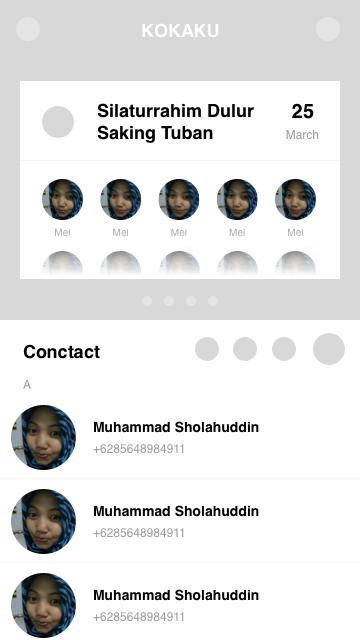 KOKAKU
Silaturrahim Dulur
Saking Tuban
25
March
Mei Mei Mei Mei Mei
Conctact
A
Muhammad Sholahuddin
+6285648984911
Muhammad Sholahuddin
+6285648984911
Muhammad Sholahuddin
+6285648984911